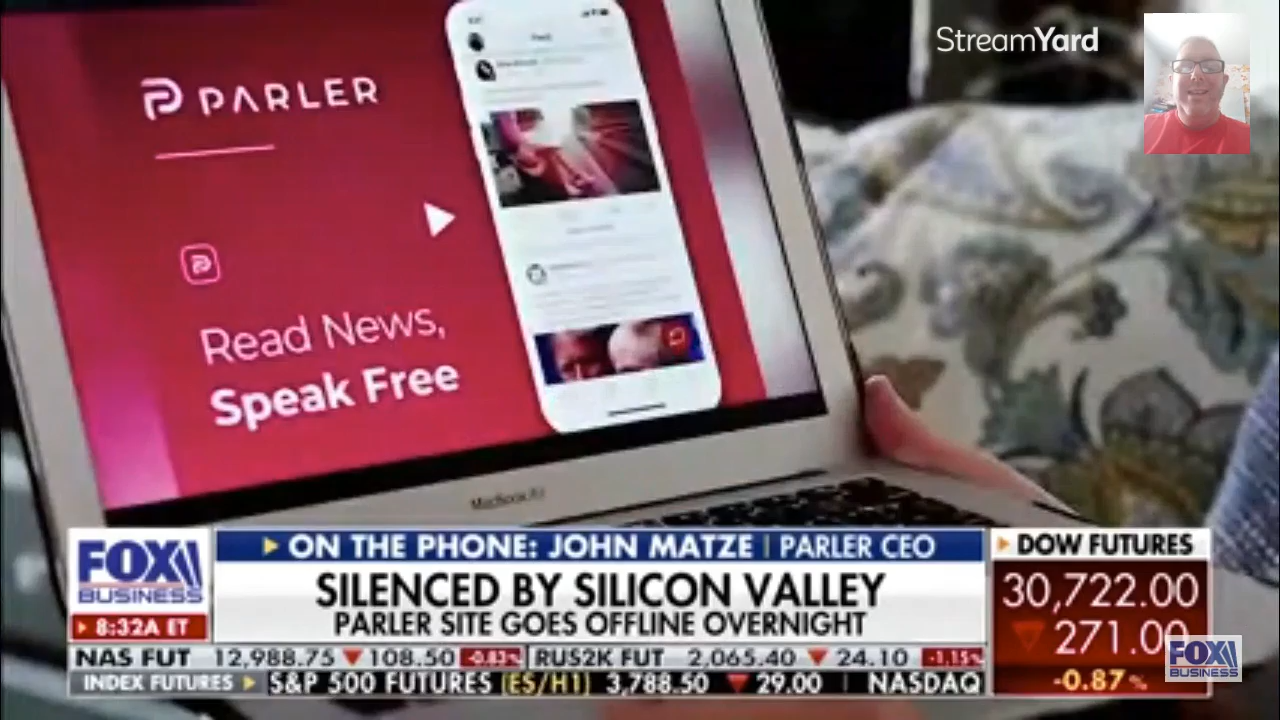 StreamYard
PARLER
Read News,
Speak Free
MacBook Air
FOX
BUSINESS
8:32A ET
ON THE PHONE: JOHN MATZE | PARLER CEO
SILENCED BY SILICON VALLEY
PARLER SITE GOES OFFLINE OVERNIGHT
DOW FUTURES
30,722.00
271.00
-0.87%
NAS FUT 12,988.75 ▼ 108.50 -0.83% RUS2K FUT 2,065.40 ▼ 24.10 -1.15%
INDEX FUTURES S&P 500 FUTURES (ES/H1) 3,788.50 ▼ 29.00 | NASDAQ
FOX
BUSINESS